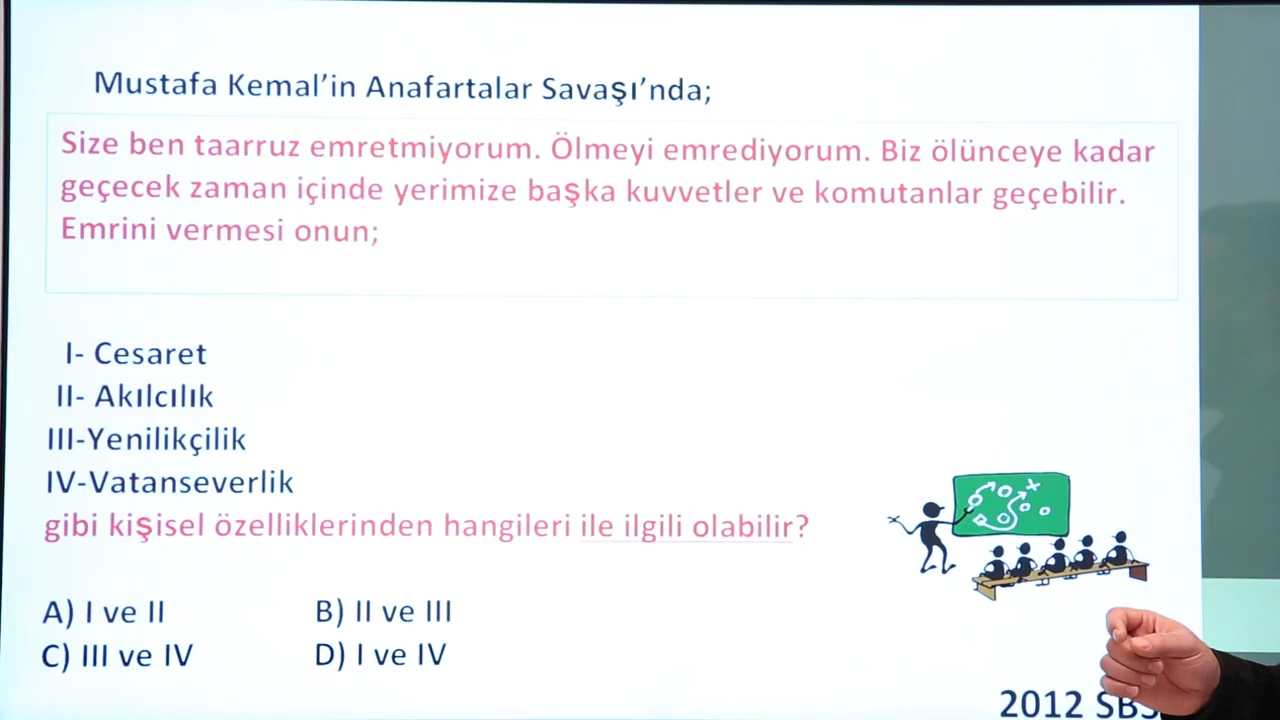 Mustafa Kemal'in Anafartalar Savaşı'nda;
Size ben taarruz emretmiyorum. Ölmeyi emrediyorum. Biz ölünceye kadar
geçecek zaman içinde yerimize başka kuvvetler ve komutanlar geçebilir.
Emrini vermesi onun;
I- Cesaret
II- Akılcılık
III-Yenilikçilik
IV-Vatanseverlik
gibi kişisel özelliklerinden hangileri ile ilgili olabilir?
A) I ve II B) II ve III
C) III ve IV D) I ve IV
2012 SBS